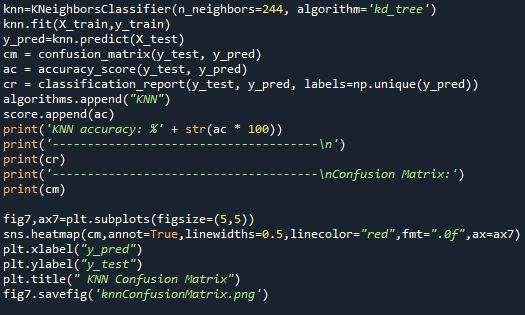 knn=KNeighborsClassifier(n_neighbors=244, algorithm='kd_tree')
knn.fit(X_train,y_train)
y_pred=knn.predict(X_test)
cm = confusion_matrix(y_test, y_pred)
ac = accuracy_score(y_test, y_pred)
cr = classification_report(y_test, y_pred, labels=np.unique(y_pred))
algorithms.append("KNN")
score.append(ac)
print('KNN accuracy: %' + str(ac * 100))
print('--------------------------------------\n')
print(cr)
print('--------------------------------------\nConfusion Matrix:')
print(cm)
fig7,ax7=plt.subplots(figsize=(5,5))
sns.heatmap(cm,annot=True,linewidths=0.5,linecolor="red",fmt=".0f",ax=ax7)
plt.xlabel("y_pred")
plt.ylabel("y_test")
plt.title(" KNN Confusion Matrix")
fig7.savefig('knnConfusionMatrix.png')